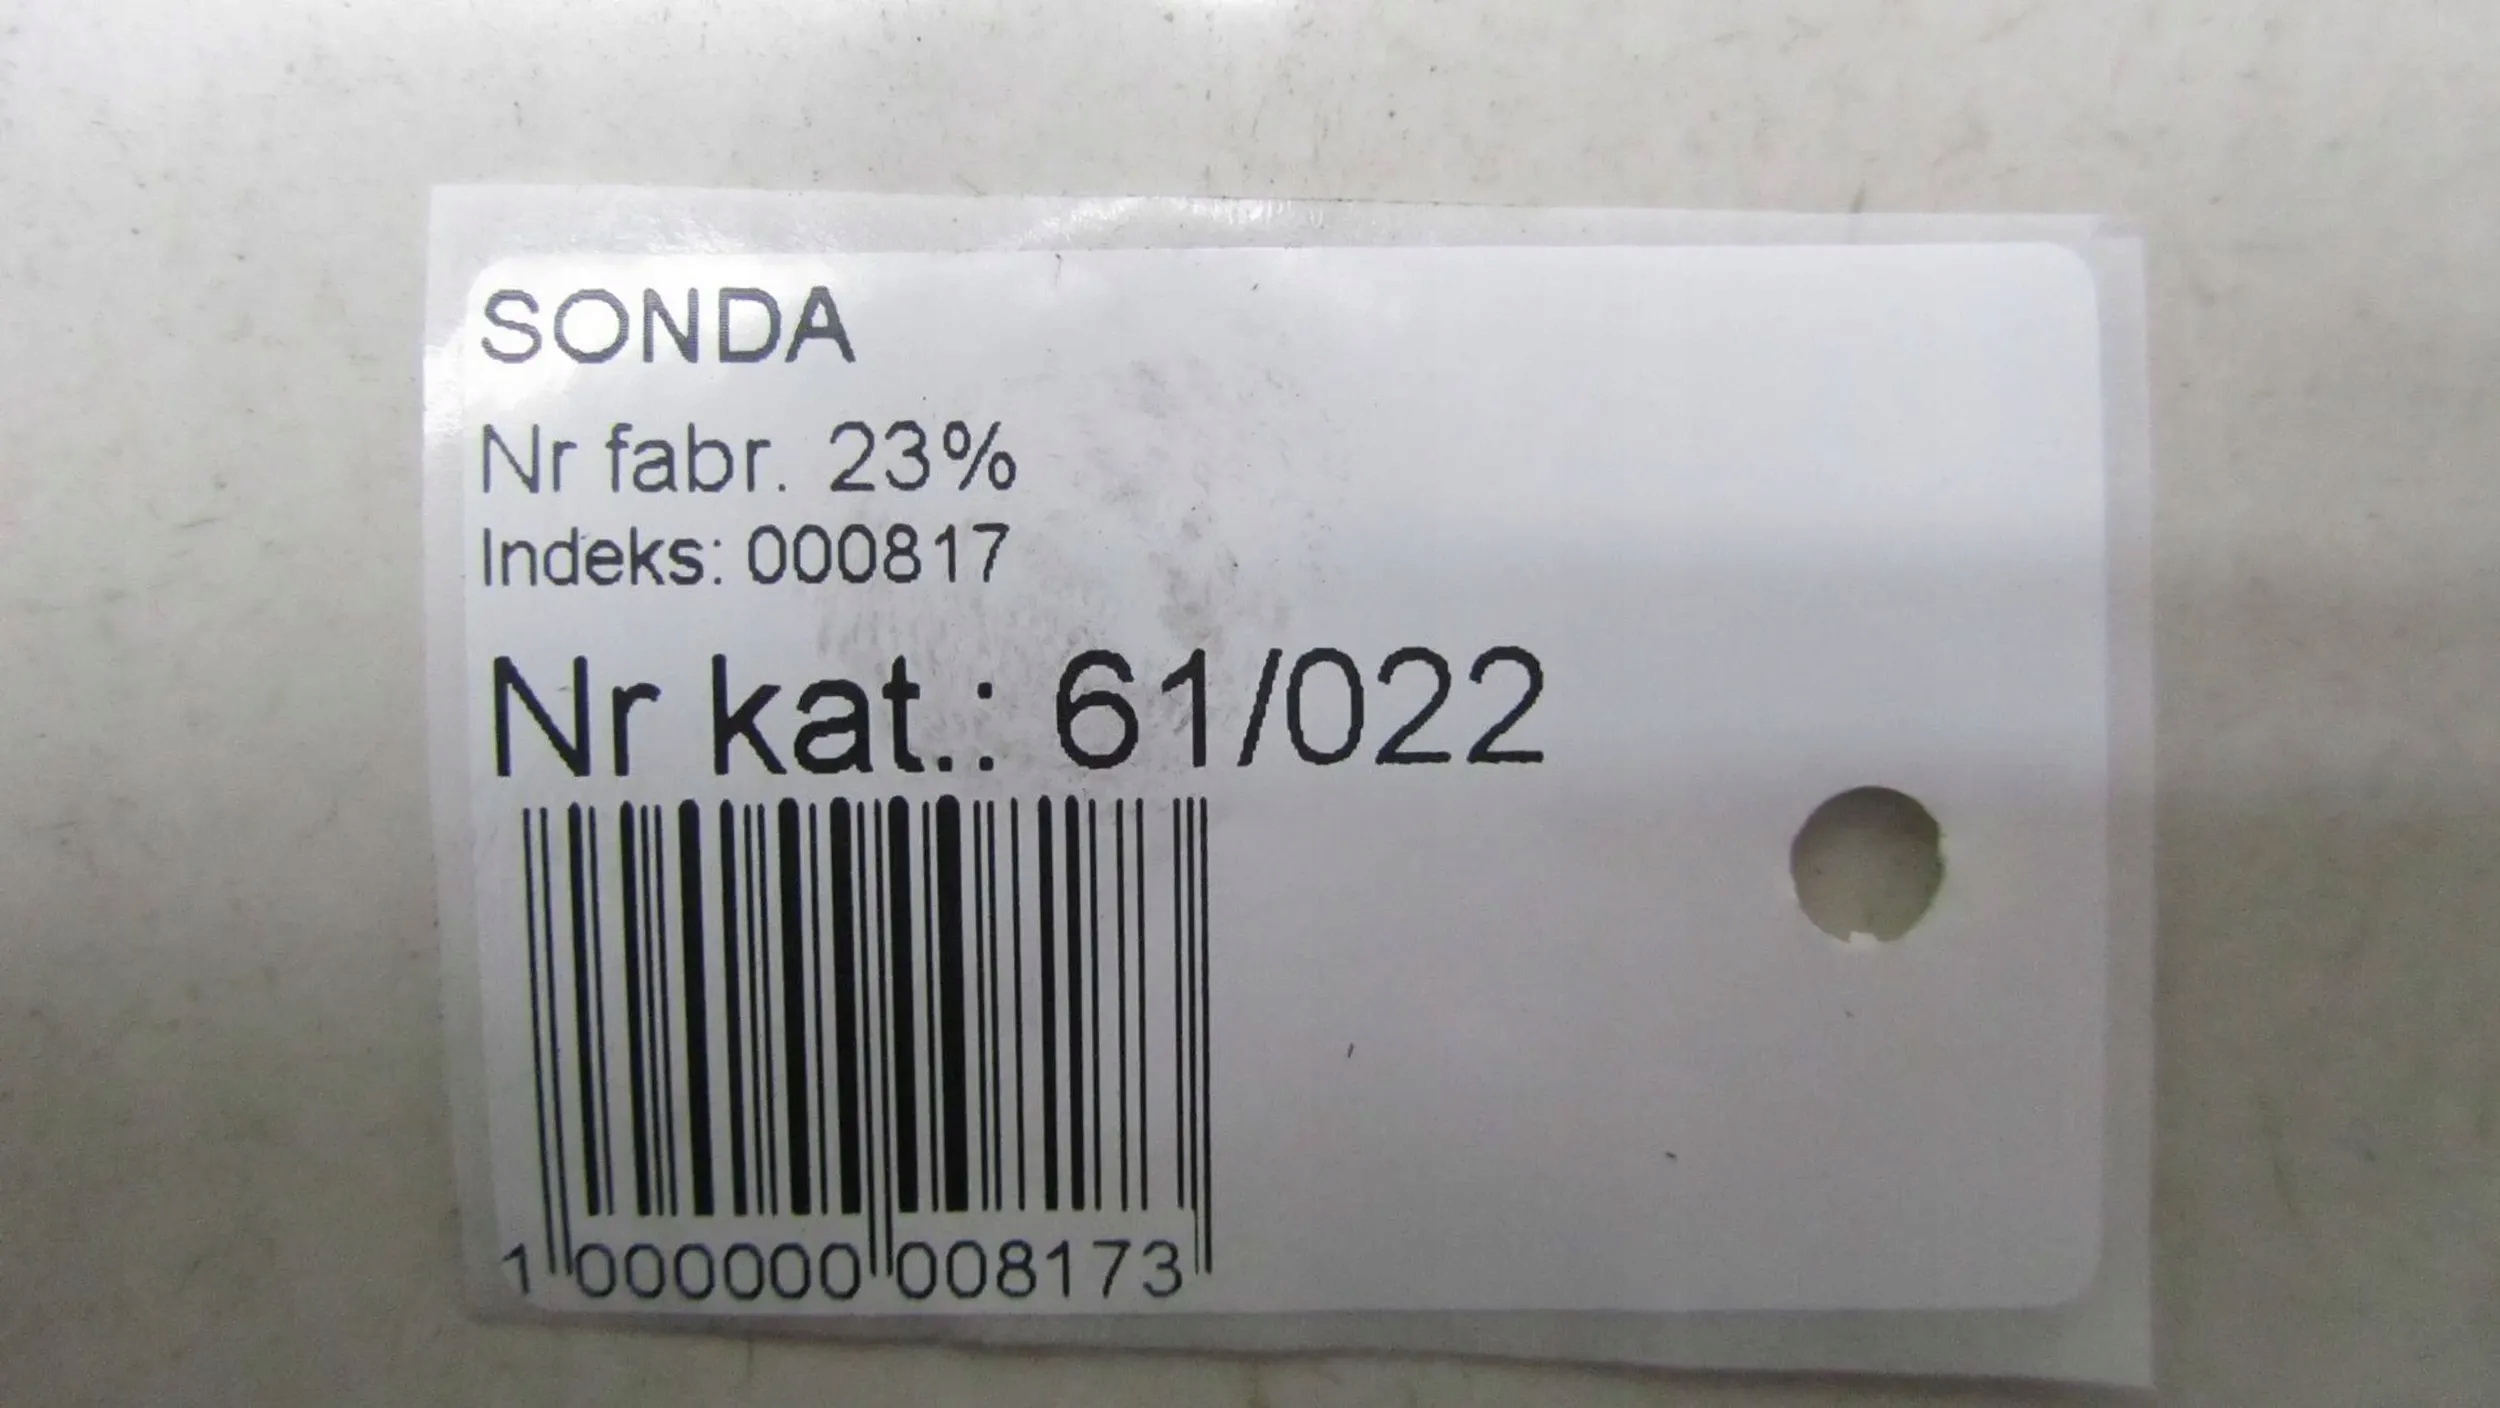 SONDA
Nr fabr. 23%
Indeks: 000817
Nr kat.: 61/022
1 000000 008173